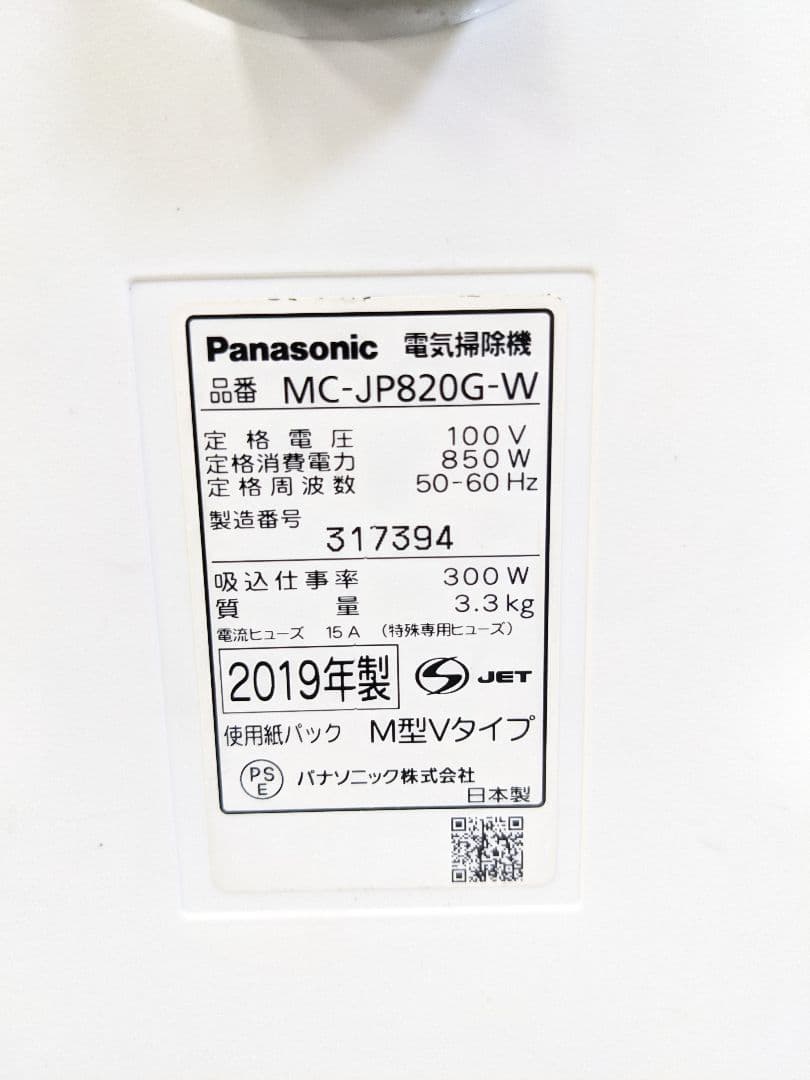 Panasonic 電気掃除機
品番 MC-JP820G-W
定格電圧 100V
定格消費電力 850W
定格周波数 50-60Hz
製造番号
317394
吸込仕事率 300W
質量 3.3kg
電流ヒューズ 15A (特殊専用ヒューズ)
2019年製 JET
使用紙パック M型Vタイプ
PSE パナソニック株式会社
日本製